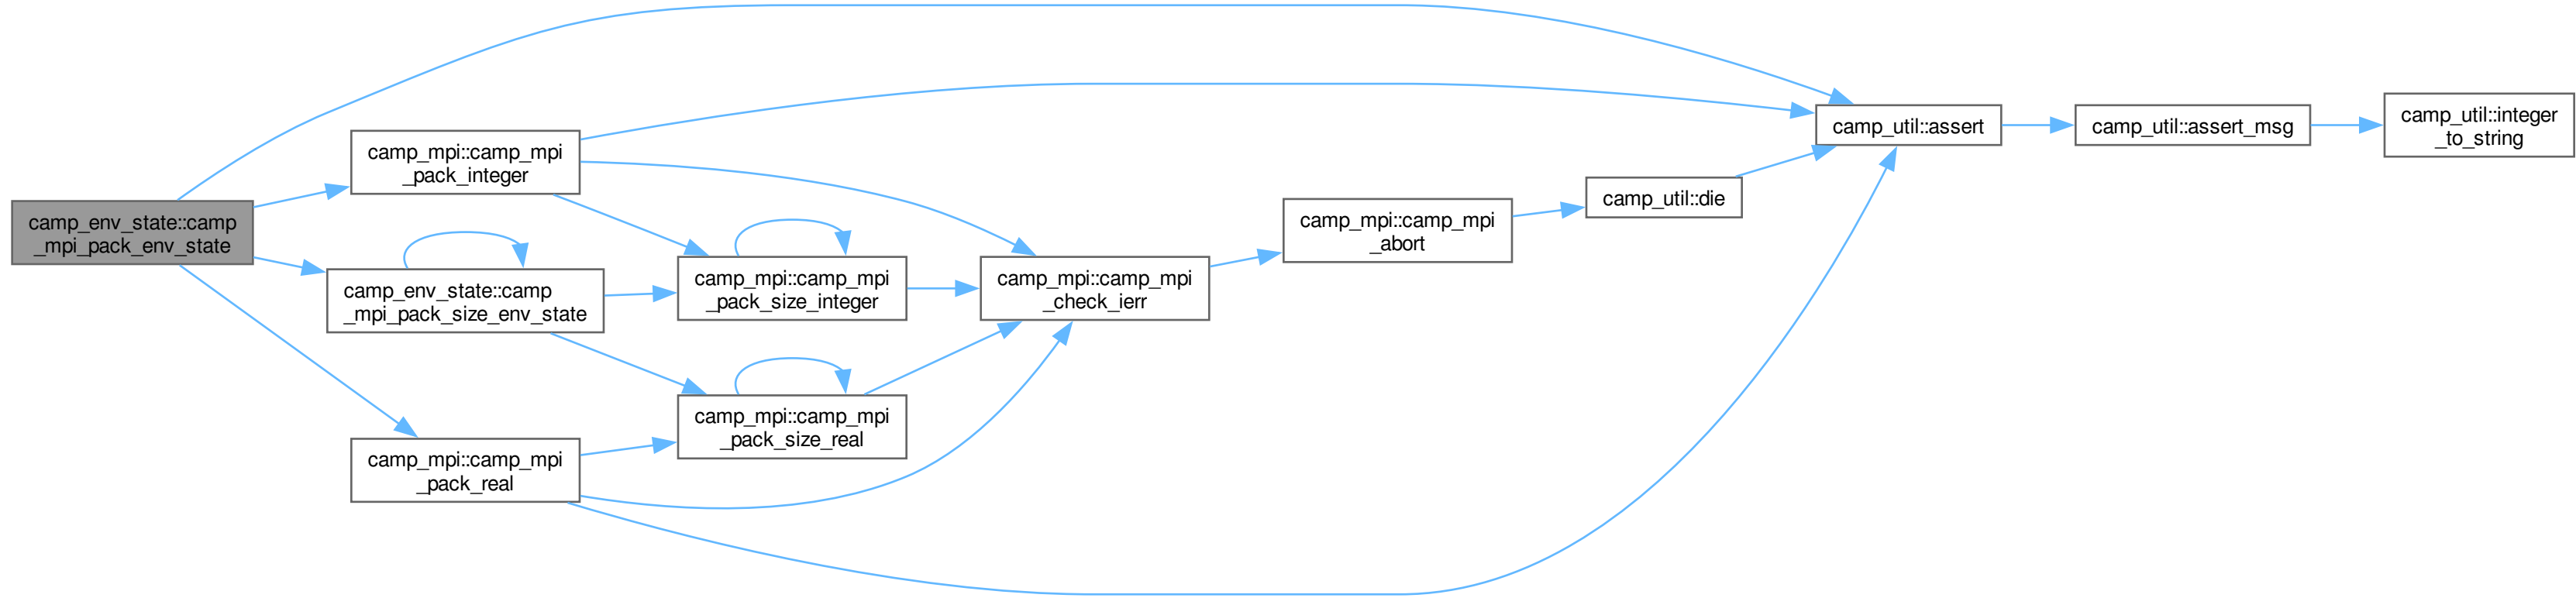 camp_env_state::camp
_mpi_pack_env_state
camp_mpi::camp_mpi
_pack_integer
camp_env_state::camp
_mpi_pack_size_env_state
camp_mpi::camp_mpi
_pack_real
camp_mpi::camp_mpi
_pack_size_integer
camp_mpi::camp_mpi
_pack_size_real
camp_mpi::camp_mpi
_check_ierr
camp_mpi::camp_mpi
_abort
camp_util::die
camp_util::assert
camp_util::assert_msg
camp_util::integer
_to_string